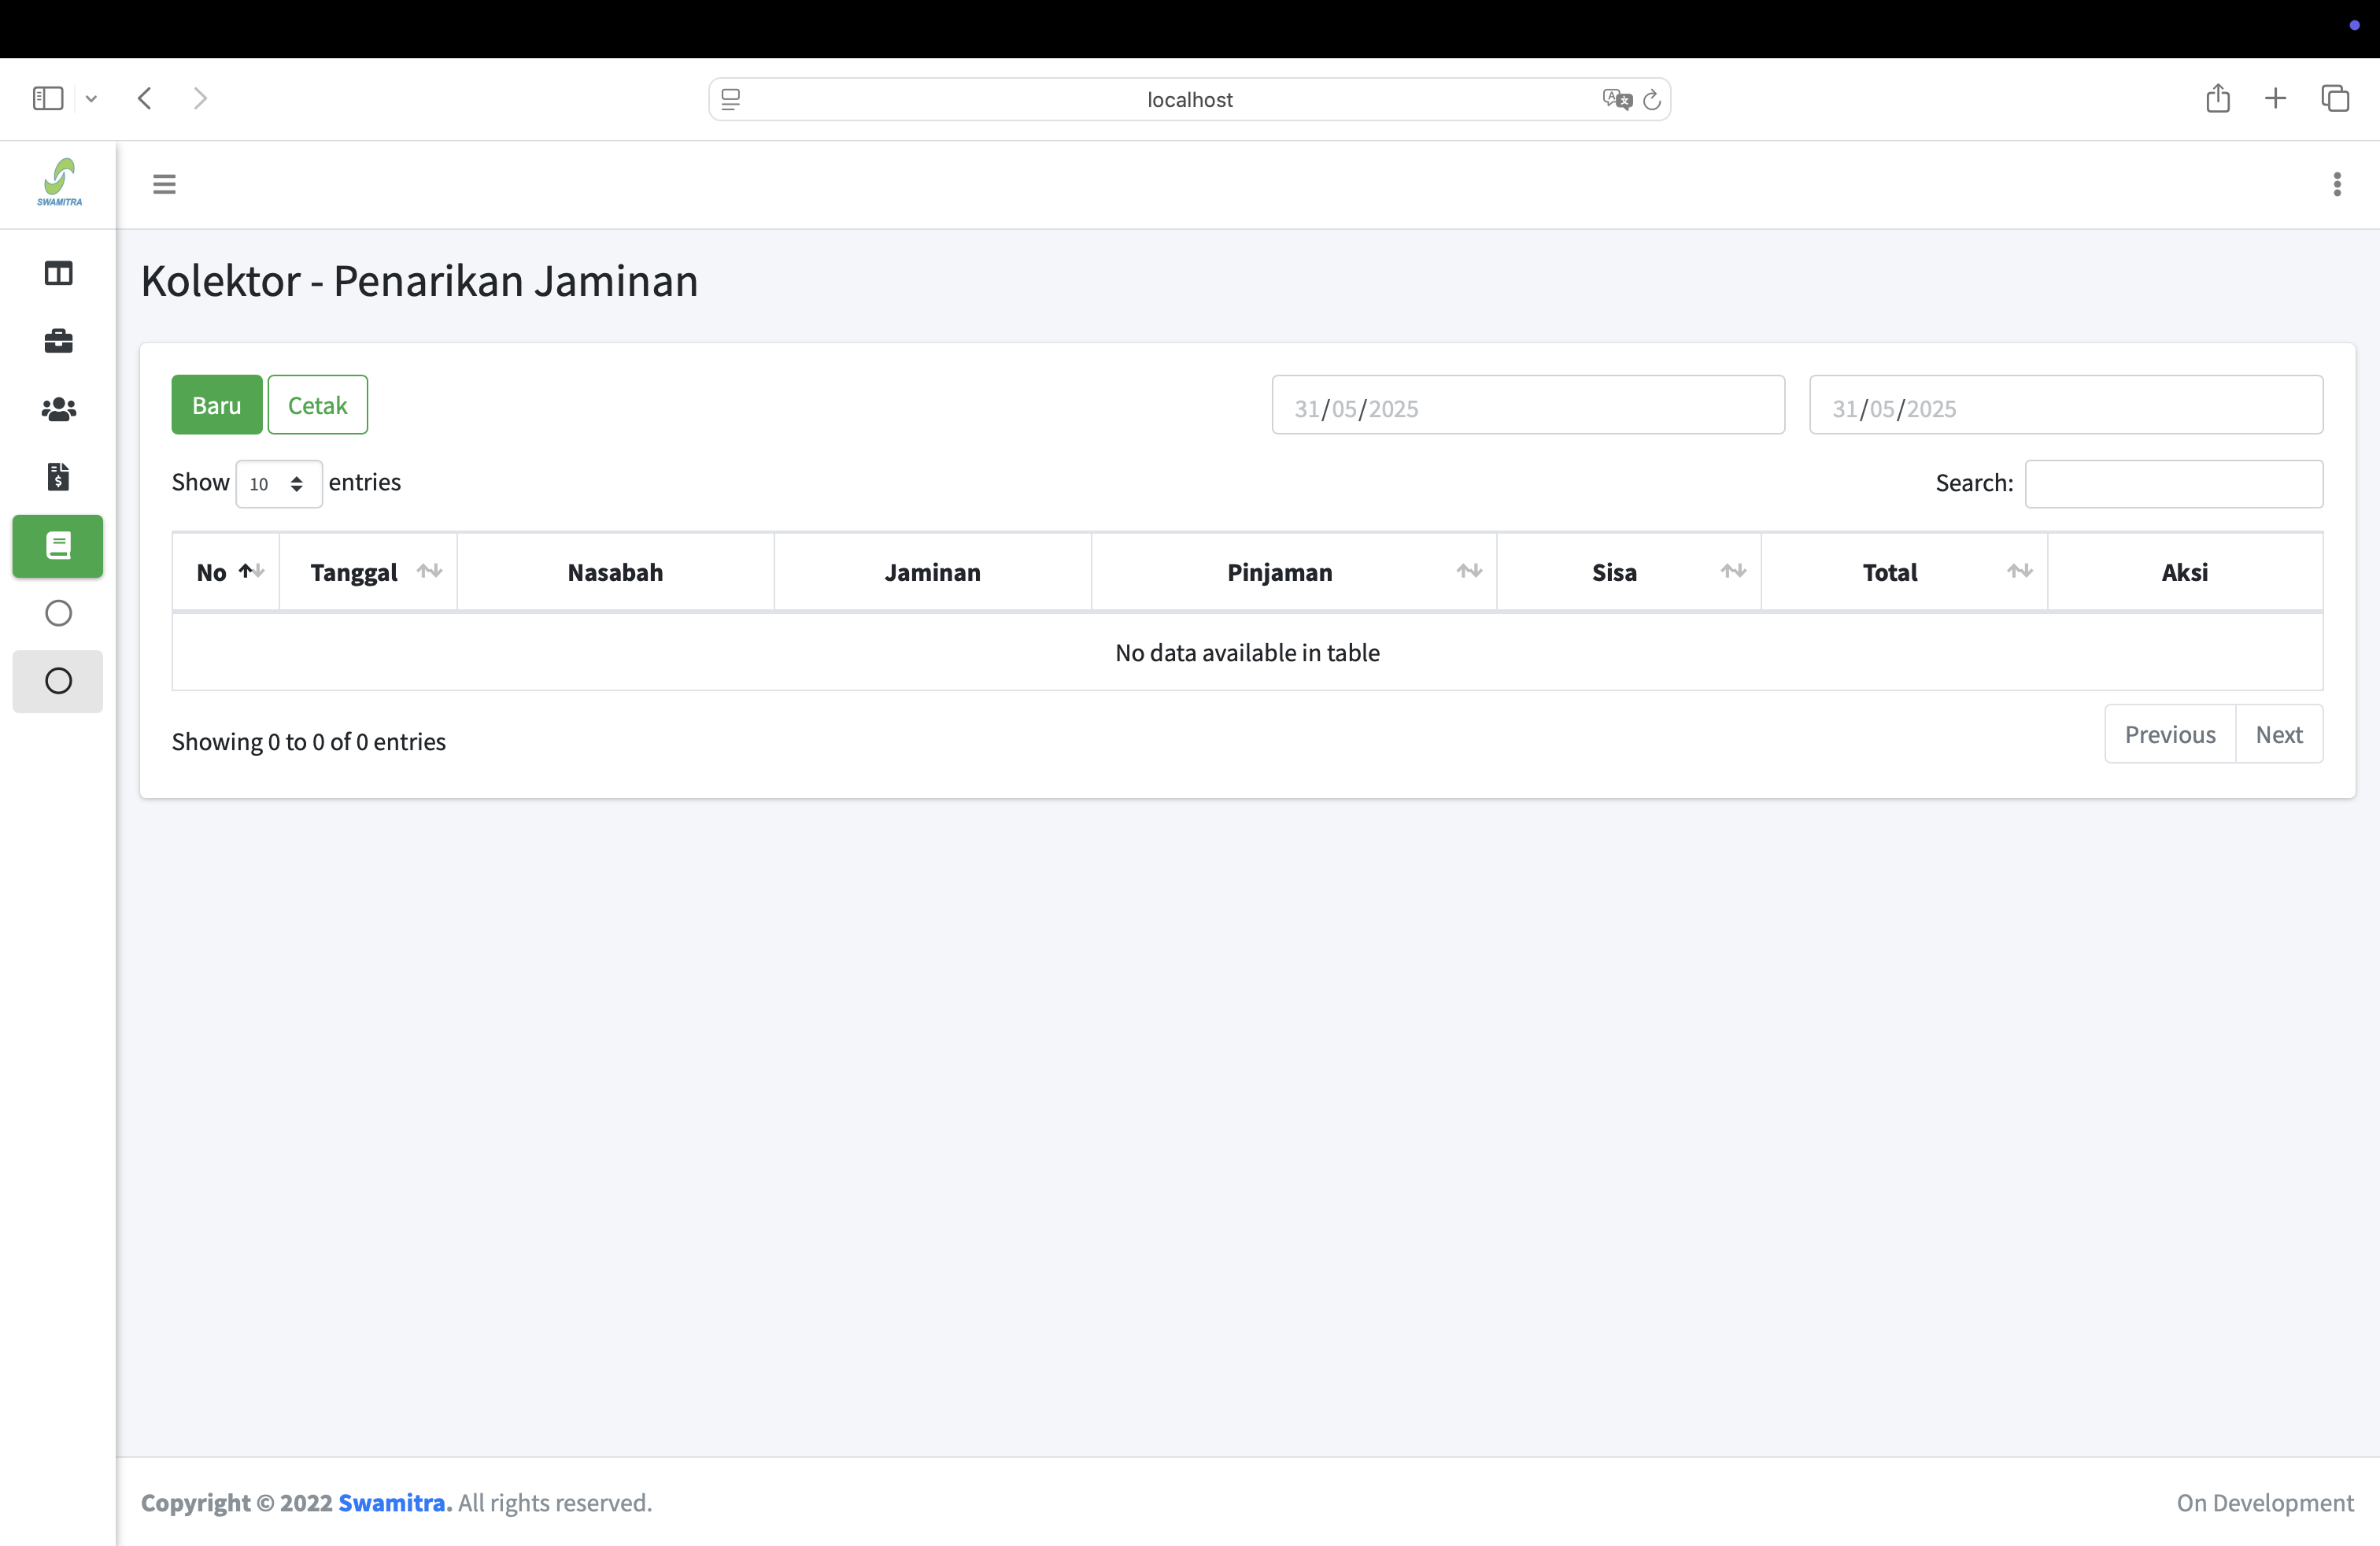 localhost
SWAMITRA
Kolektor - Penarikan Jaminan
Baru Cetak 31/05/2025 31/05/2025
Show 10 entries Search:
No Tanggal Nasabah Jaminan Pinjaman Sisa Total Aksi
No data available in table
Showing 0 to 0 of 0 entries Previous Next
Copyright © 2022 Swamitra. All rights reserved. On Development